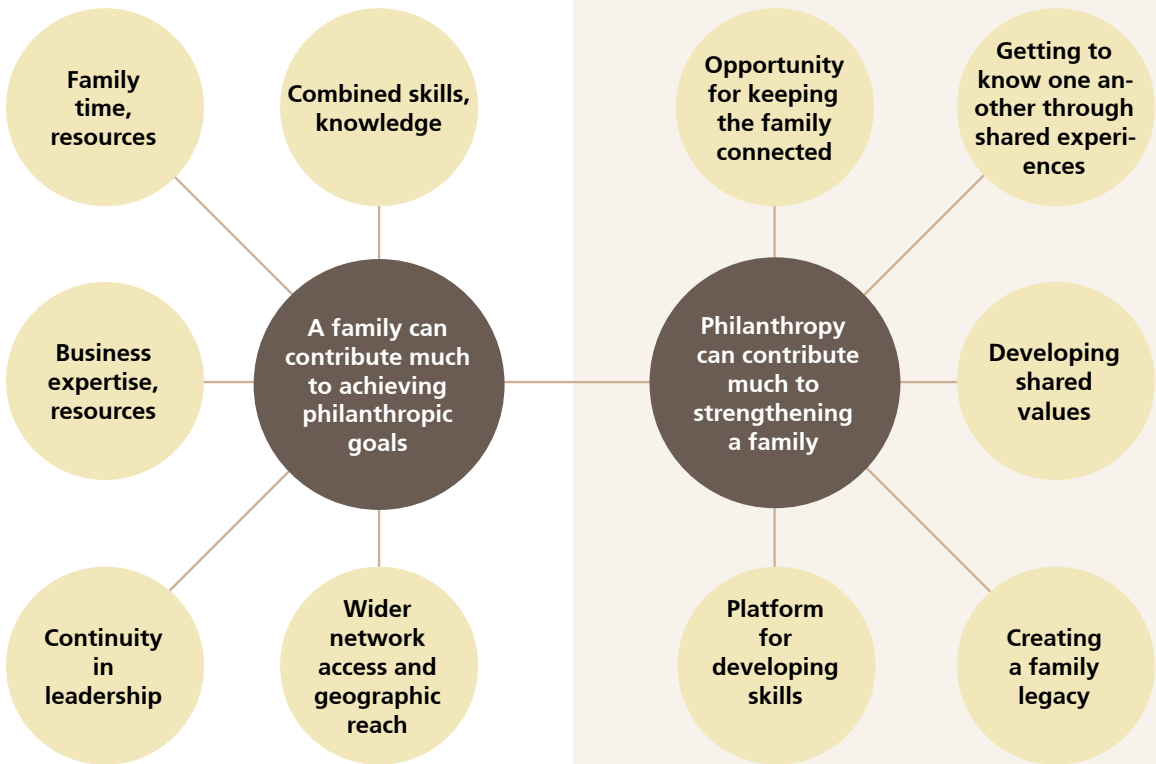 Family
time,
resources
Combined skills,
knowledge
Business
expertise,
resources
A family can
contribute much
to achieving
philanthropic
goals
Continuity
in
leadership
Wider
network
access and
geographic
reach
Opportunity
for keeping
the family
connected
Getting to
know one an-
other through
shared experi-
ences
Philanthropy
can contribute
much to
strengthening
a family
Developing
shared
values
Platform
for
developing
skills
Creating
a family
legacy